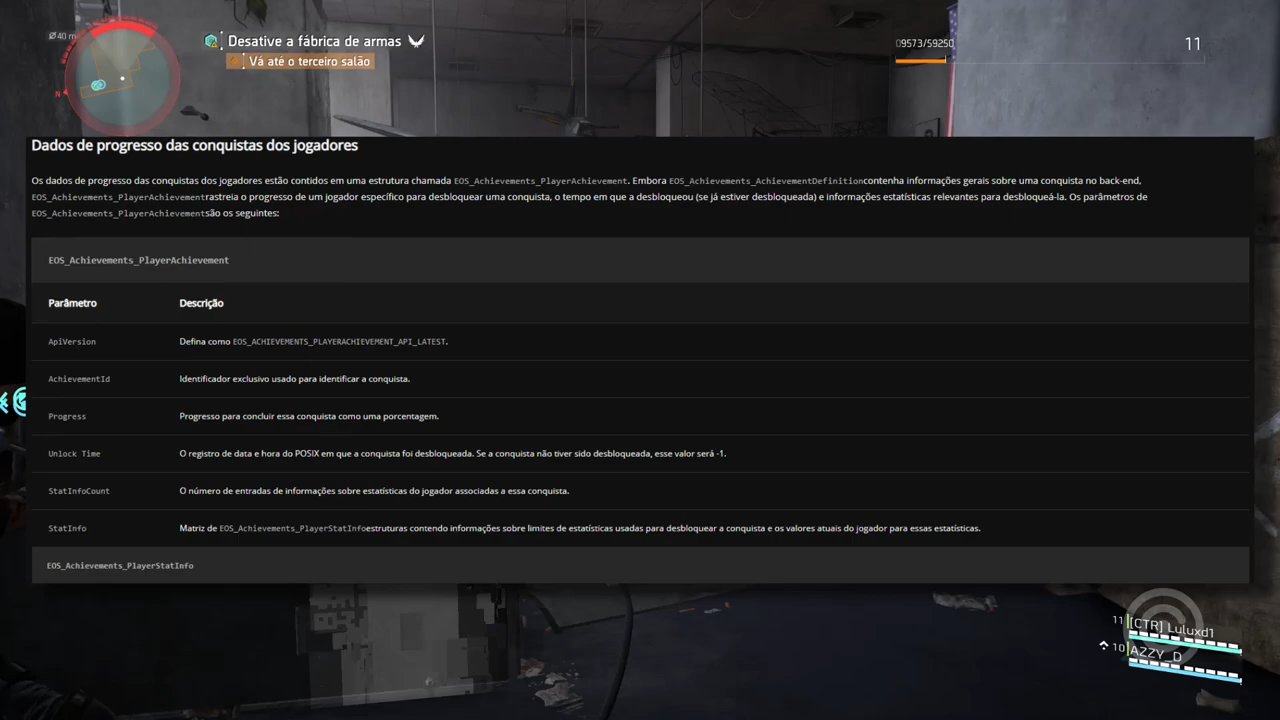 40 m
Desative a fábrica de armas
Vá até o terceiro salão
9573/59250
11
N
Dados de progresso das conquistas dos jogadores
Os dados de progresso das conquistas dos jogadores estão contidos em uma estrutura chamada EOS_Achievements_PlayerAchievement. Embora EOS_Achievements_AchievementDefinitioncontenha informações gerais sobre uma conquista no back-end,
EOS_Achievements_PlayerAchievementrastreia o progresso de um jogador específico para desbloquear uma conquista, o tempo em que a desbloqueou (se já estiver desbloqueada) e informações estatísticas relevantes para desbloqueá-la. Os parâmetros de
EOS_Achievements_PlayerAchievementsão os seguintes:
EOS_Achievements_PlayerAchievement
Parâmetro Descrição
ApiVersion Defina como EOS_ACHIEVEMENTS_PLAYERACHIEVEMENT_API_LATEST.
AchievementId Identificador exclusivo usado para identificar a conquista.
Progress Progresso para concluir essa conquista como uma porcentagem.
Unlock Time O registro de data e hora do POSIX em que a conquista foi desbloqueada. Se a conquista não tiver sido desbloqueada, esse valor será -1.
StatInfoCount O número de entradas de informações sobre estatísticas do jogador associadas a essa conquista.
StatInfo Matriz de EOS_Achievements_PlayerStatInfoestruturas contendo informações sobre limites de estatísticas usadas para desbloquear a conquista e os valores atuais do jogador para essas estatísticas.
EOS_Achievements_PlayerStatInfo
11 [CTR] Luluxd1
10 AZZY_D